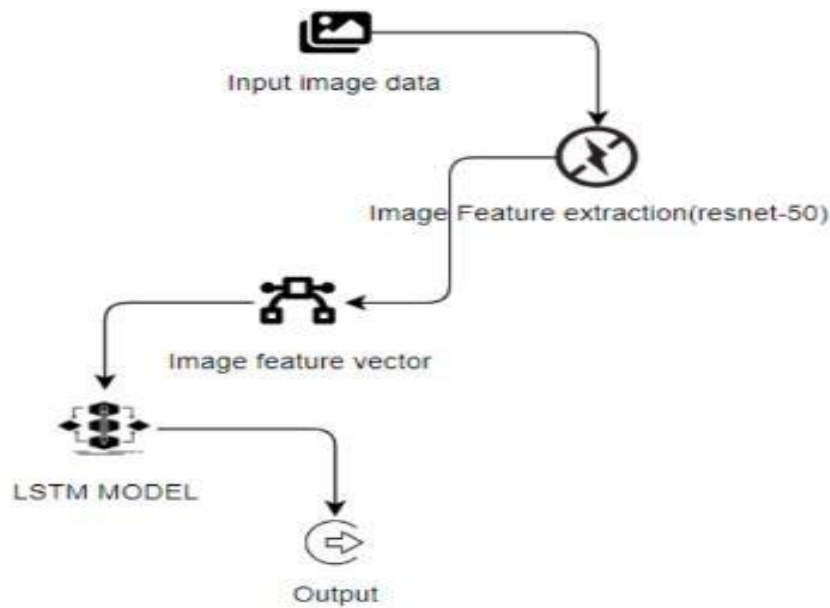 Input image data
Image Feature extraction(resnet-50)
Image feature vector
LSTM MODEL
Output